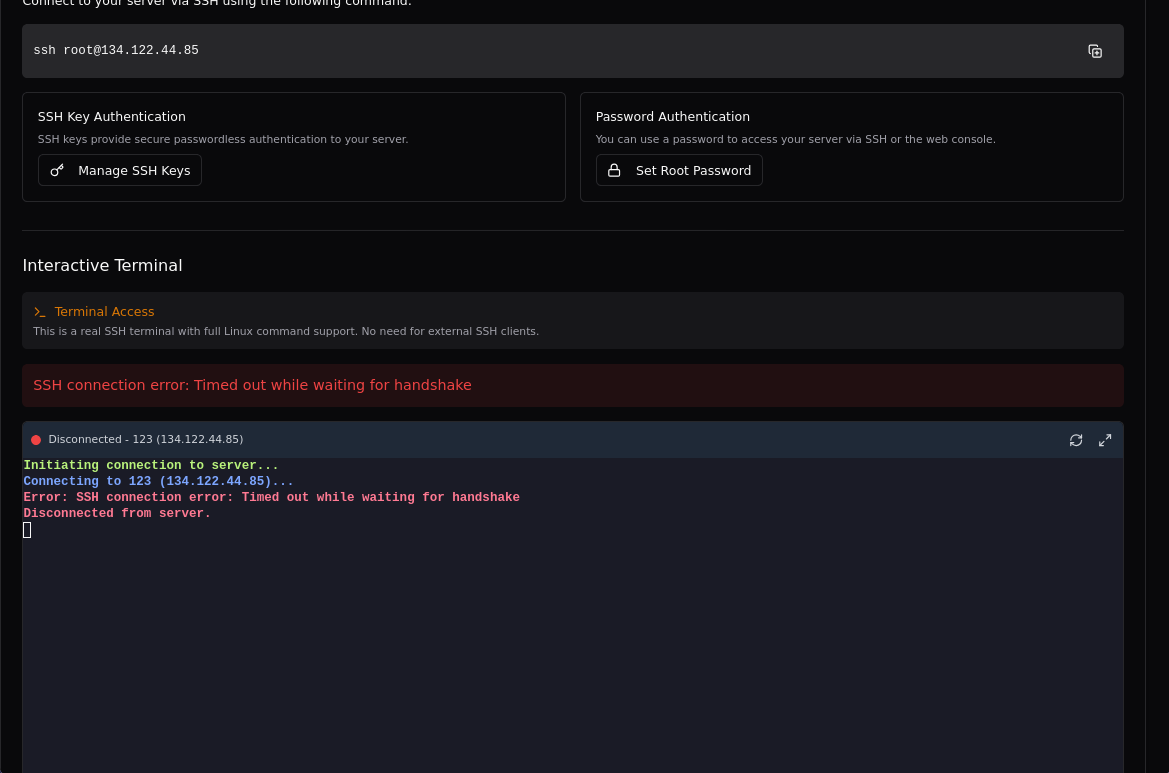 Connect to your server via SSH using the following command:
ssh root@134.122.44.85
SSH Key Authentication
SSH keys provide secure passwordless authentication to your server.
Manage SSH Keys
Password Authentication
You can use a password to access your server via SSH or the web console.
Set Root Password
Interactive Terminal
Terminal Access
This is a real SSH terminal with full Linux command support. No need for external SSH clients.
SSH connection error: Timed out while waiting for handshake
Disconnected - 123 (134.122.44.85)
Initiating connection to server...
Connecting to 123 (134.122.44.85)...
Error: SSH connection error: Timed out while waiting for handshake
Disconnected from server.